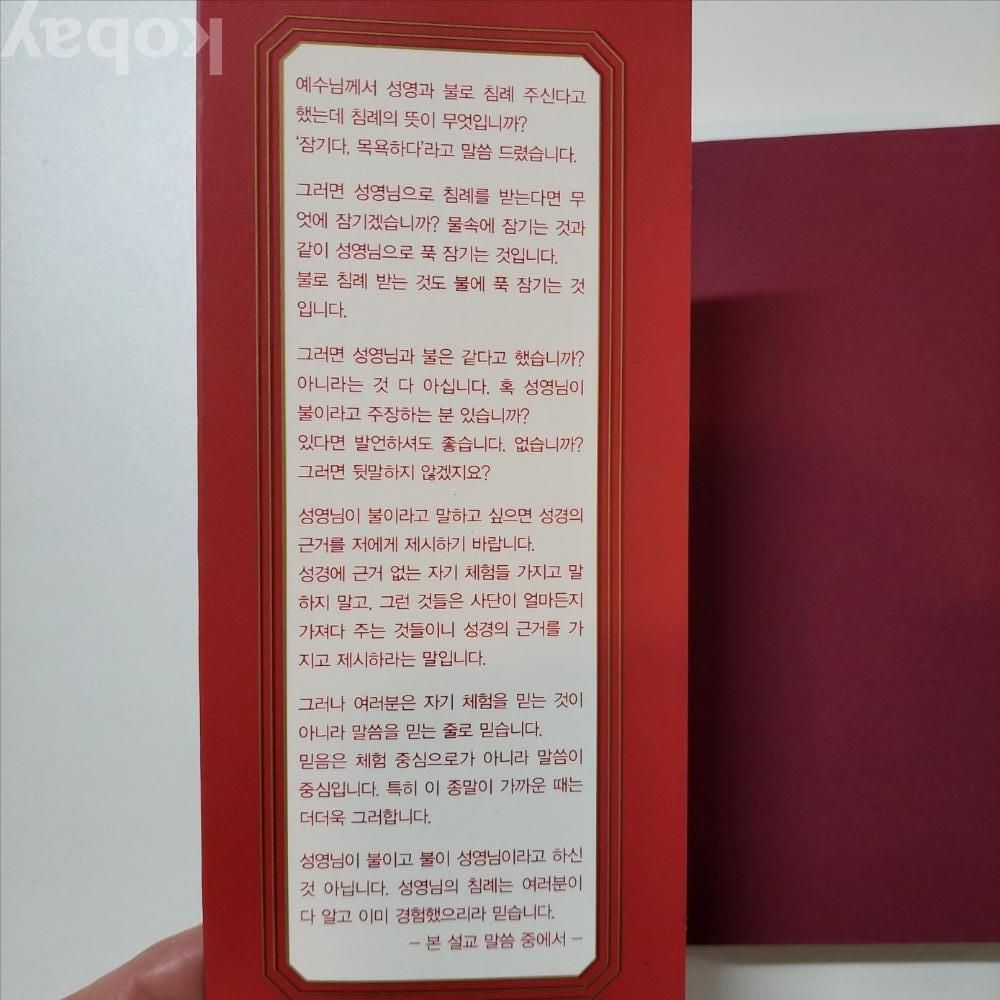 kobay
예수님께서 성영과 불로 침례 주신다고
했는데 침례의 뜻이 무엇입니까?
‘잠기다, 목욕하다’라고 말씀 드렸습니다.
그러면 성영님으로 침례를 받는다면 무
엇에 잠기겠습니까? 물속에 잠기는 것과
같이 성영님으로 푹 잠기는 것입니다.
불로 침례 받는 것도 불에 푹 잠기는 것
입니다.
그러면 성영님과 불은 같다고 했습니까?
아니라는 것 다 아십니다. 혹 성영님이
불이라고 주장하는 분 있습니까?
있다면 발언하셔도 좋습니다. 없습니까?
그러면 뒷말하지 않겠지요?
성영님이 불이라고 말하고 싶으면 성경의
근거를 저에게 제시하기 바랍니다.
성경에 근거 없는 자기 체험들 가지고 말
하지 말고, 그런 것들은 사단이 얼마든지
가져다 주는 것들이니 성경의 근거를 가
지고 제시하라는 말입니다.
그러나 여러분은 자기 체험을 믿는 것이
아니라 말씀을 믿는 줄로 믿습니다.
믿음은 체험 중심으로가 아니라 말씀이
중심입니다. 특히 이 종말이 가까운 때는
더더욱 그러합니다.
성영님이 불이고 불이 성영님이라고 하신
것 아닙니다. 성영님의 침례는 여러분이
다 알고 이미 경험했으리라 믿습니다.
– 본 설교 말씀 중에서 –